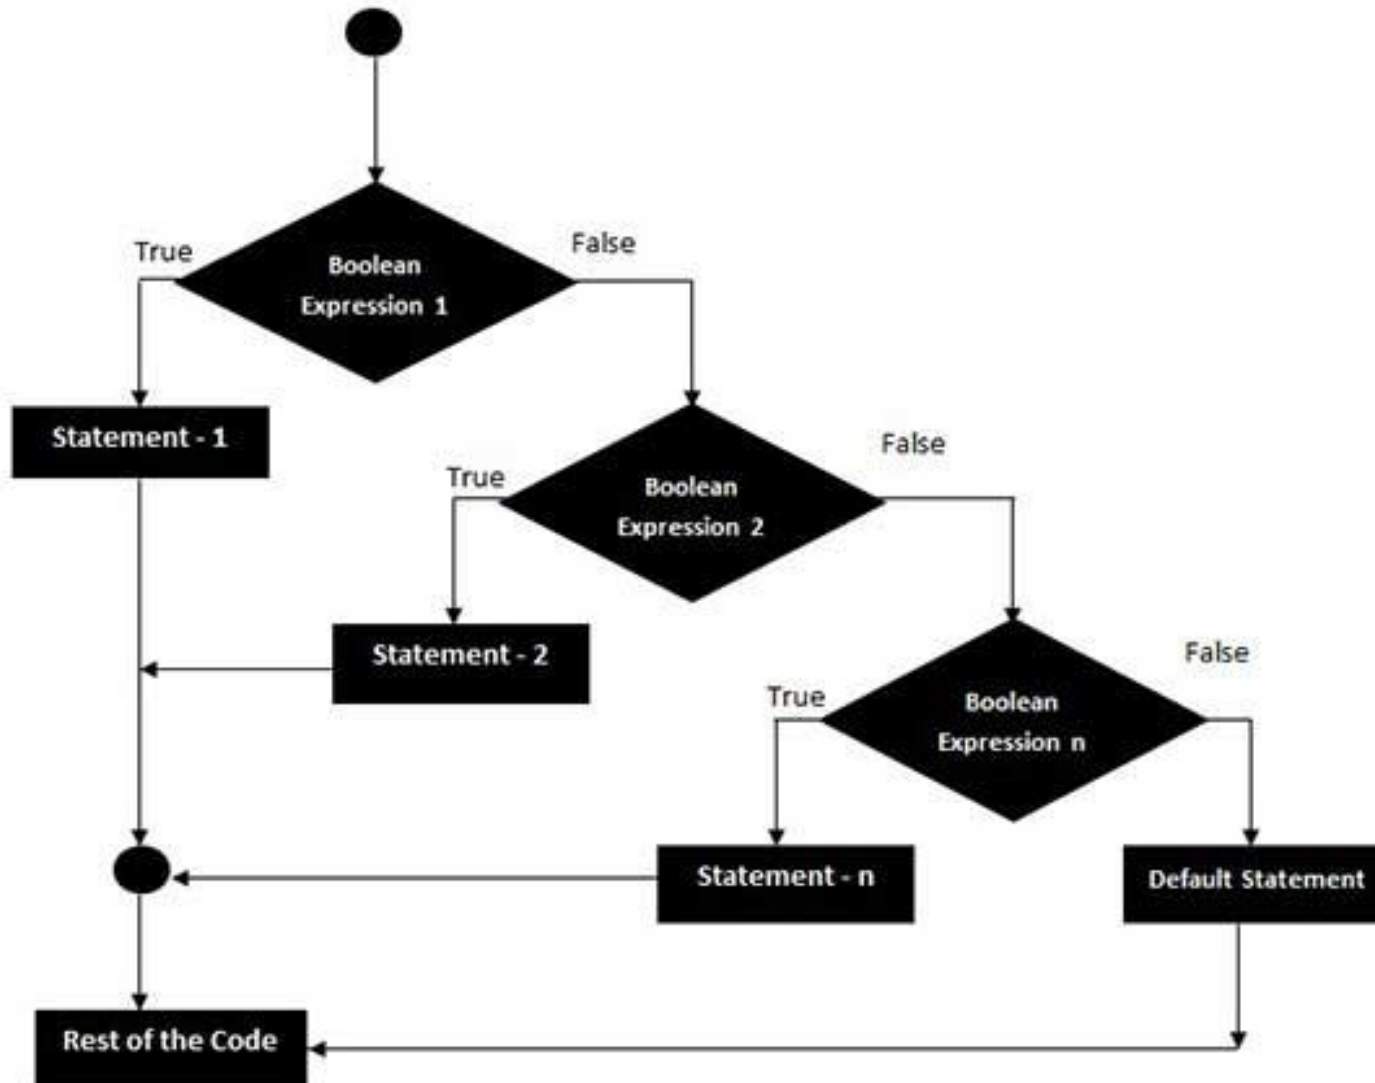 True
False
Boolean
Expression 1
Statement - 1
True
False
Boolean
Expression 2
Statement - 2
True
False
Boolean
Expression n
Statement - n
Default Statement
Rest of the Code